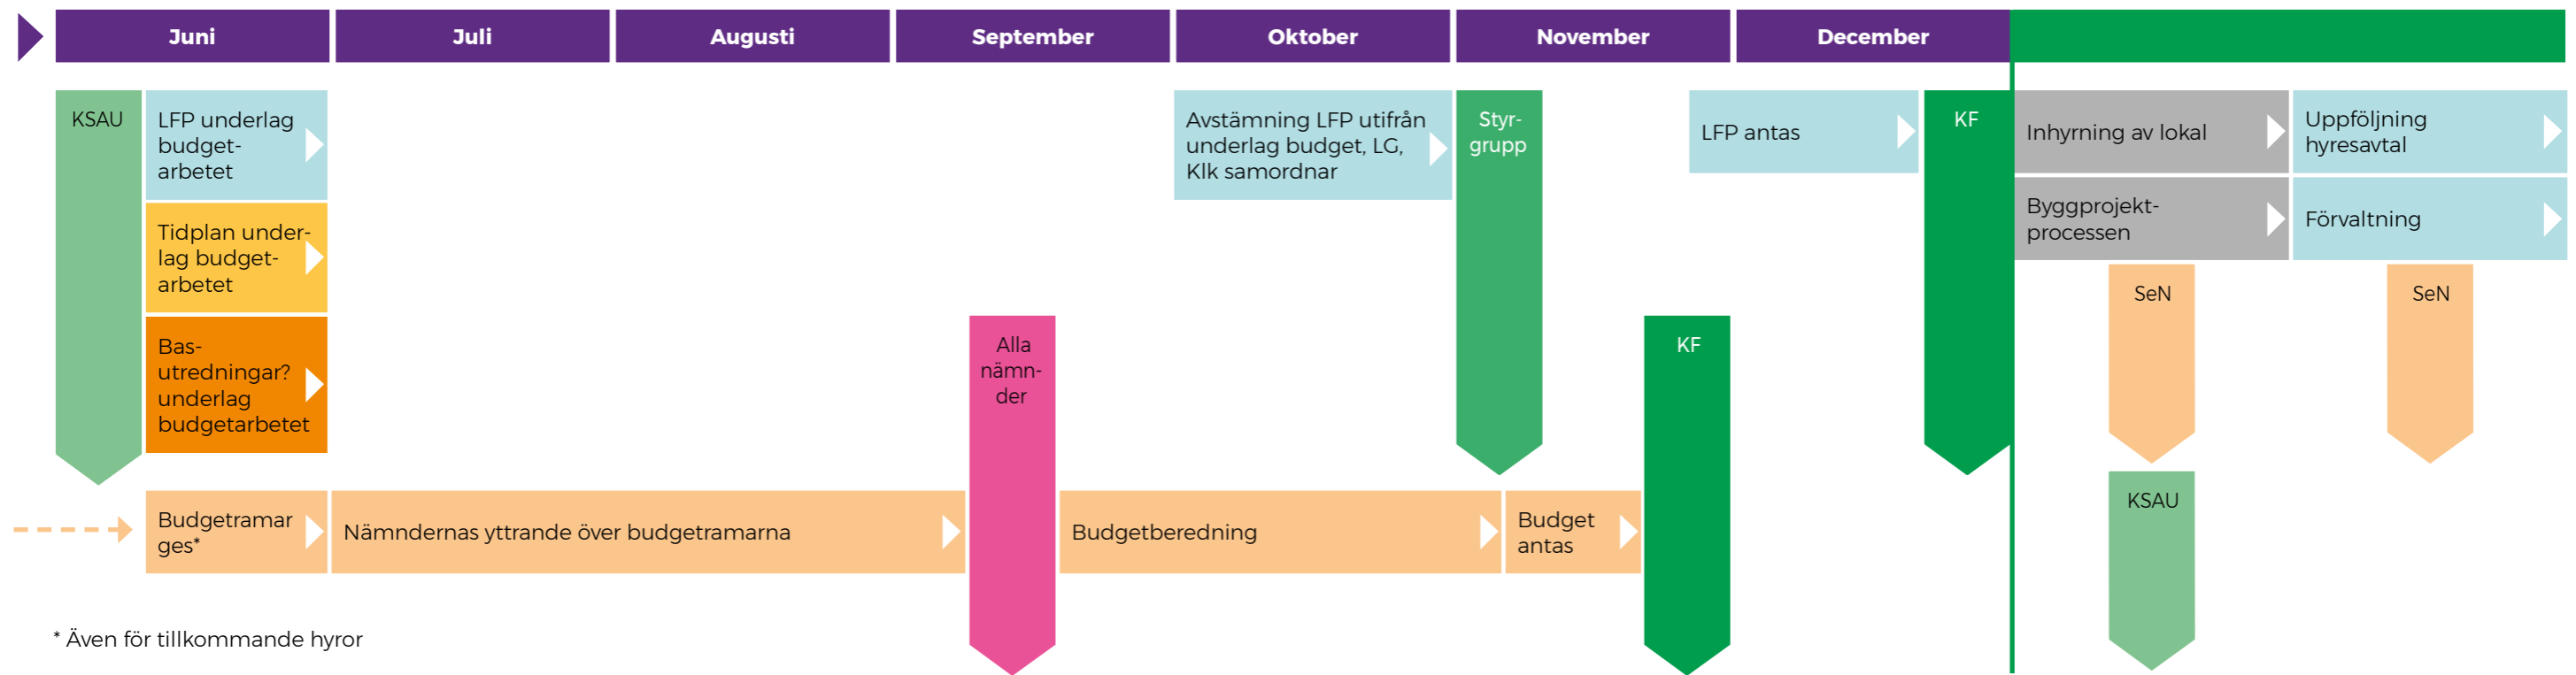 Juni
Juli
Augusti
September
Oktober
November
December
KSAU
LFP underlag
budget-
arbetet
Tidplan under-
lag budget-
arbetet
Bas-
utredningar?
underlag
budgetarbetet
Avstämning LFP utifrån
underlag budget, LG,
Klk samordnar
Styr-
grupp
LFP antas
KF
Inhyrning av lokal
Uppföljning
hyresavtal
Byggprojekt-
processen
Förvaltning
SeN
SeN
Alla
nämn-
der
KF
KSAU
Budgetramar
ges*
Nämndernas yttrande över budgetramarna
Budgetberedning
Budget
antas
* Även för tillkommande hyror